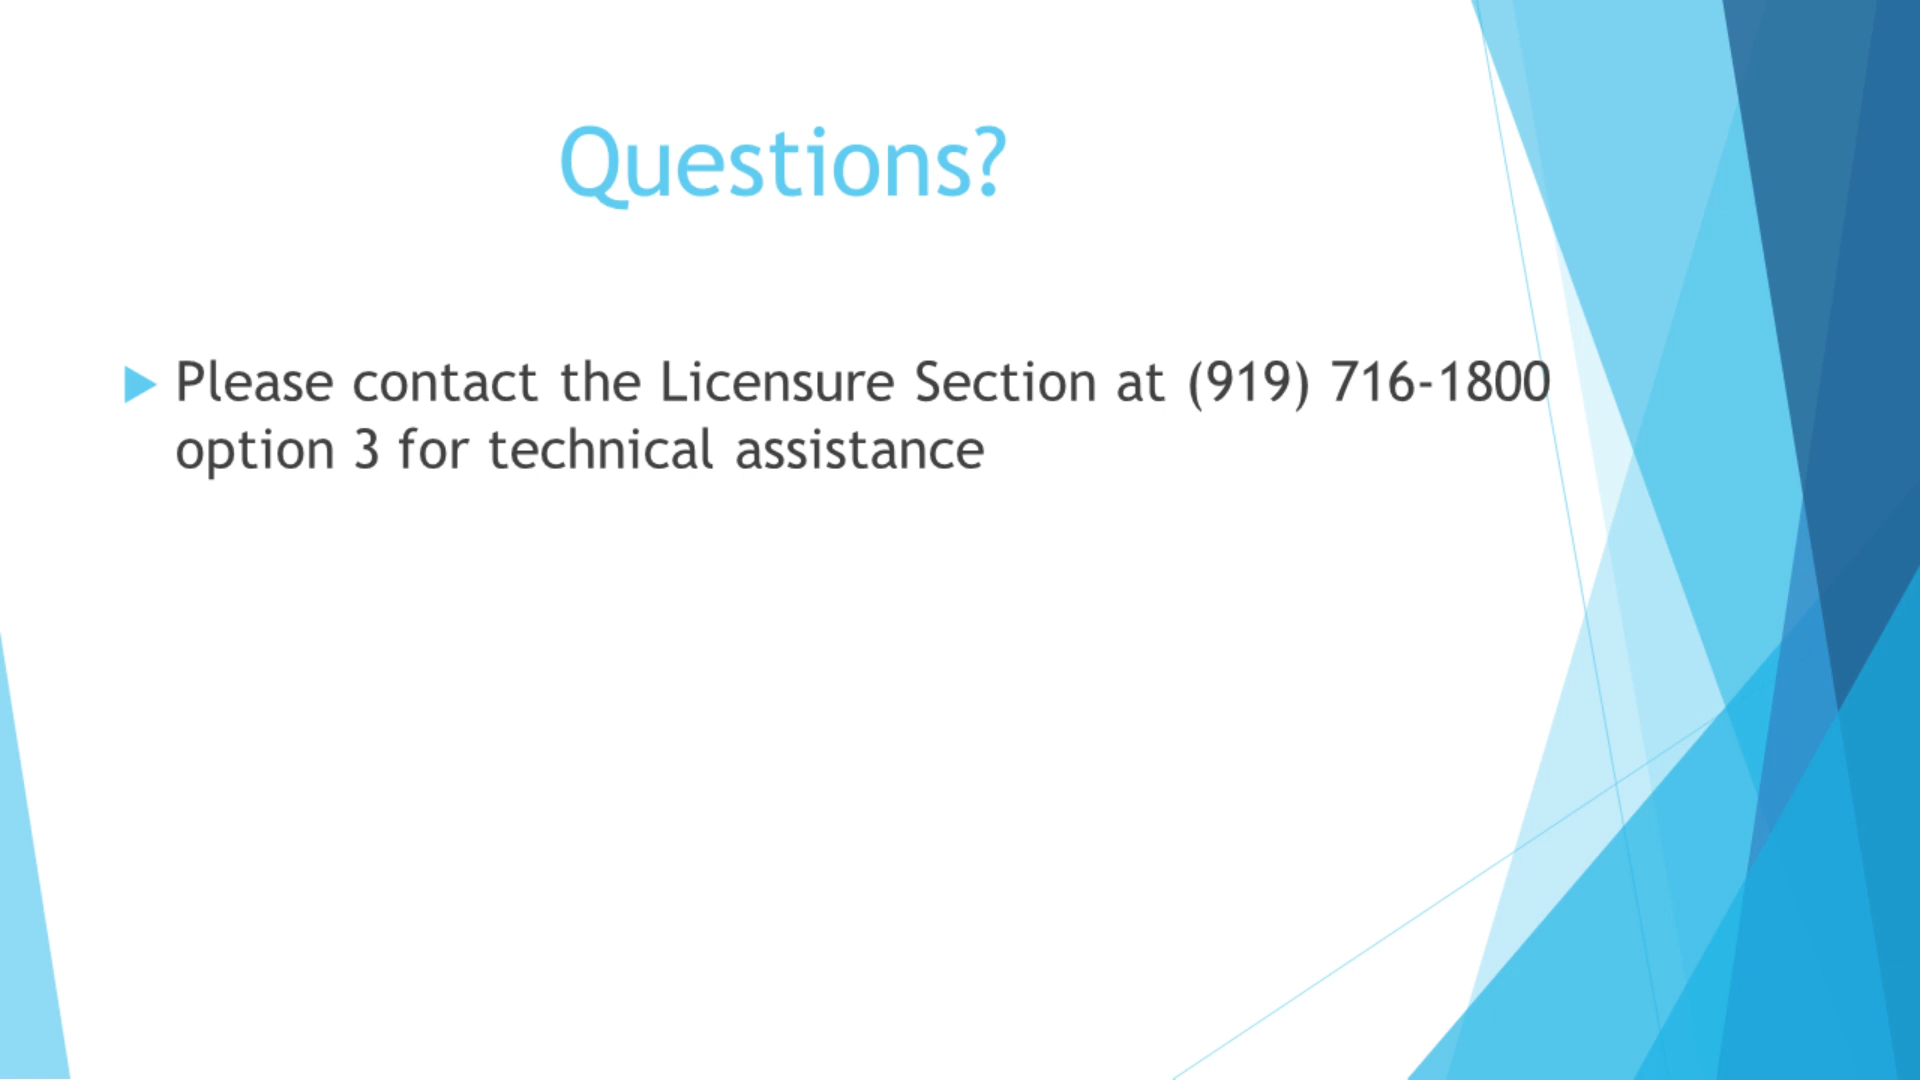 Questions?
Please contact the Licensure Section at (919) 716-1800
option 3 for technical assistance